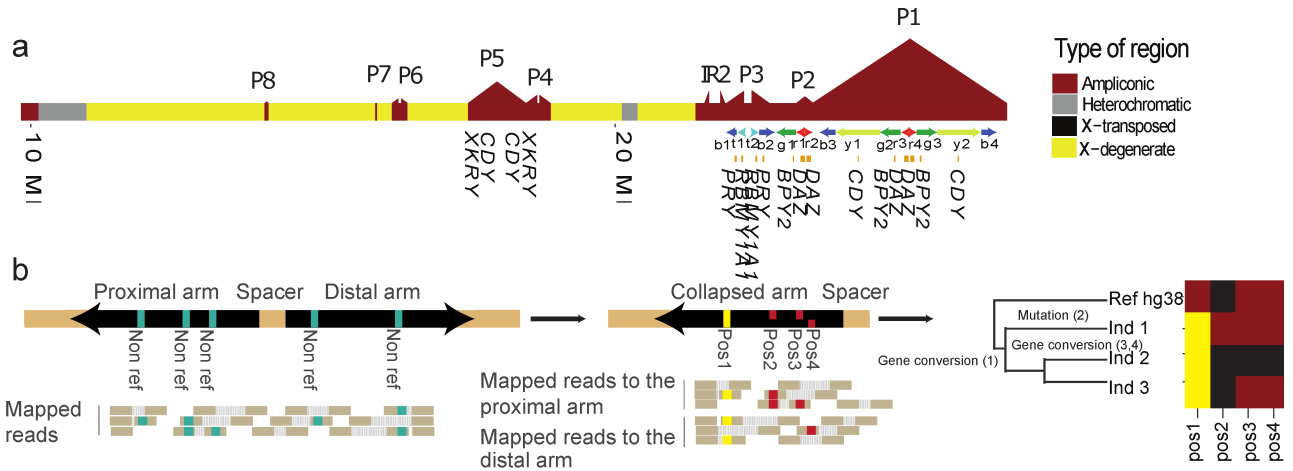 a
P8
P7
P6
P5
P4
IR2
P3
P2
P1
Type of region
Ampliconic
Heterochromatic
X-transposed
X-degenerate
10 M
20 M
XKRY
CDY
CDY
XKRY
b1 t1 t2 b2 g1 r1 r2 b3 y1 g2 r3 r4 g3 y2 b4
PRY
RBMY1A1
RBMY1A1
PRY
BPY2
DAZ
DAZ
CDY
BPY2
DAZ
DAZ
BPY2
CDY
b
Proximal arm Spacer Distal arm
Non ref
Non ref
Non ref
Non ref
Non ref
Mapped
reads
Collapsed arm Spacer
Pos1
Pos2
Pos3
Pos4
Mapped reads to the
proximal arm
Mapped reads to the
distal arm
Ref hg38
Mutation (2)
Ind 1
Gene conversion (3,4)
Gene conversion (1)
Ind 2
Ind 3
pos1
pos2
pos3
pos4